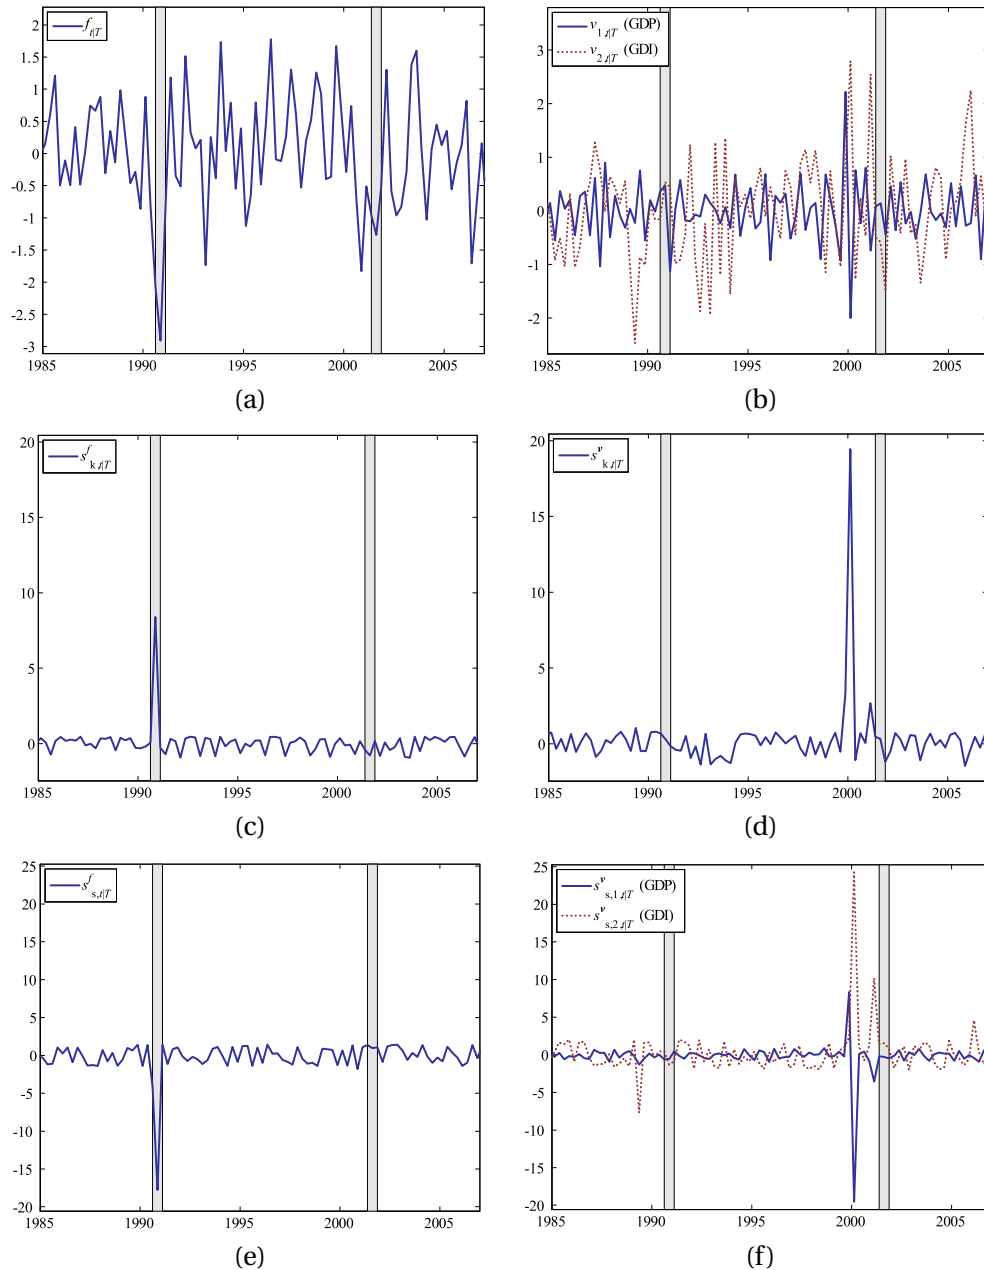 f t|T
2
1.5
1
0.5
0
-0.5
-1
-1.5
-2
-2.5
-3
1985 1990 1995 2000 2005
(a)
v 1,t|T (GDP)
v 2,t|T (GDI)
3
2
1
0
-1
-2
1985 1990 1995 2000 2005
(b)
s f k,t|T
20
15
10
5
0
1985 1990 1995 2000 2005
(c)
s v k,t|T
20
15
10
5
0
1985 1990 1995 2000 2005
(d)
s f s,t|T
25
20
15
10
5
0
-5
-10
-15
-20
1985 1990 1995 2000 2005
(e)
s v s,1,t|T (GDP)
s v s,2,t|T (GDI)
25
20
15
10
5
0
-5
-10
-15
-20
1985 1990 1995 2000 2005
(f)